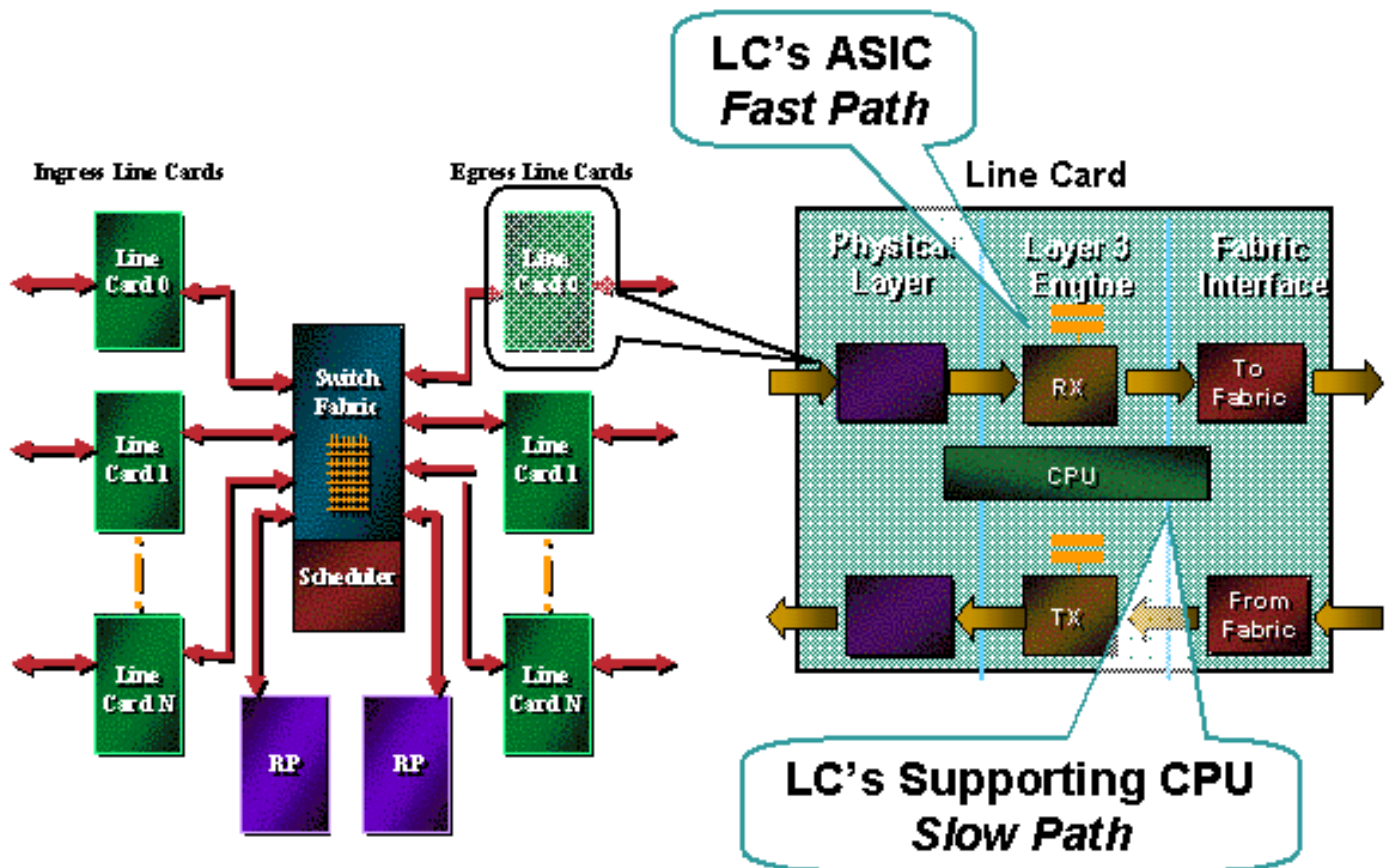 LC's ASIC
Fast Path
Ingress Line Cards
Egress Line Cards
Line Card
Line
Card 0
Line
Card 0
Physical
Layer
Layer 3
Engine
Fabric
Interface
Switch
Fabric
RX
To
Fabric
Line
Card 1
Line
Card 1
CPU
Scheduler
TX
From
Fabric
Line
Card N
Line
Card N
RP
RP
LC's Supporting CPU
Slow Path